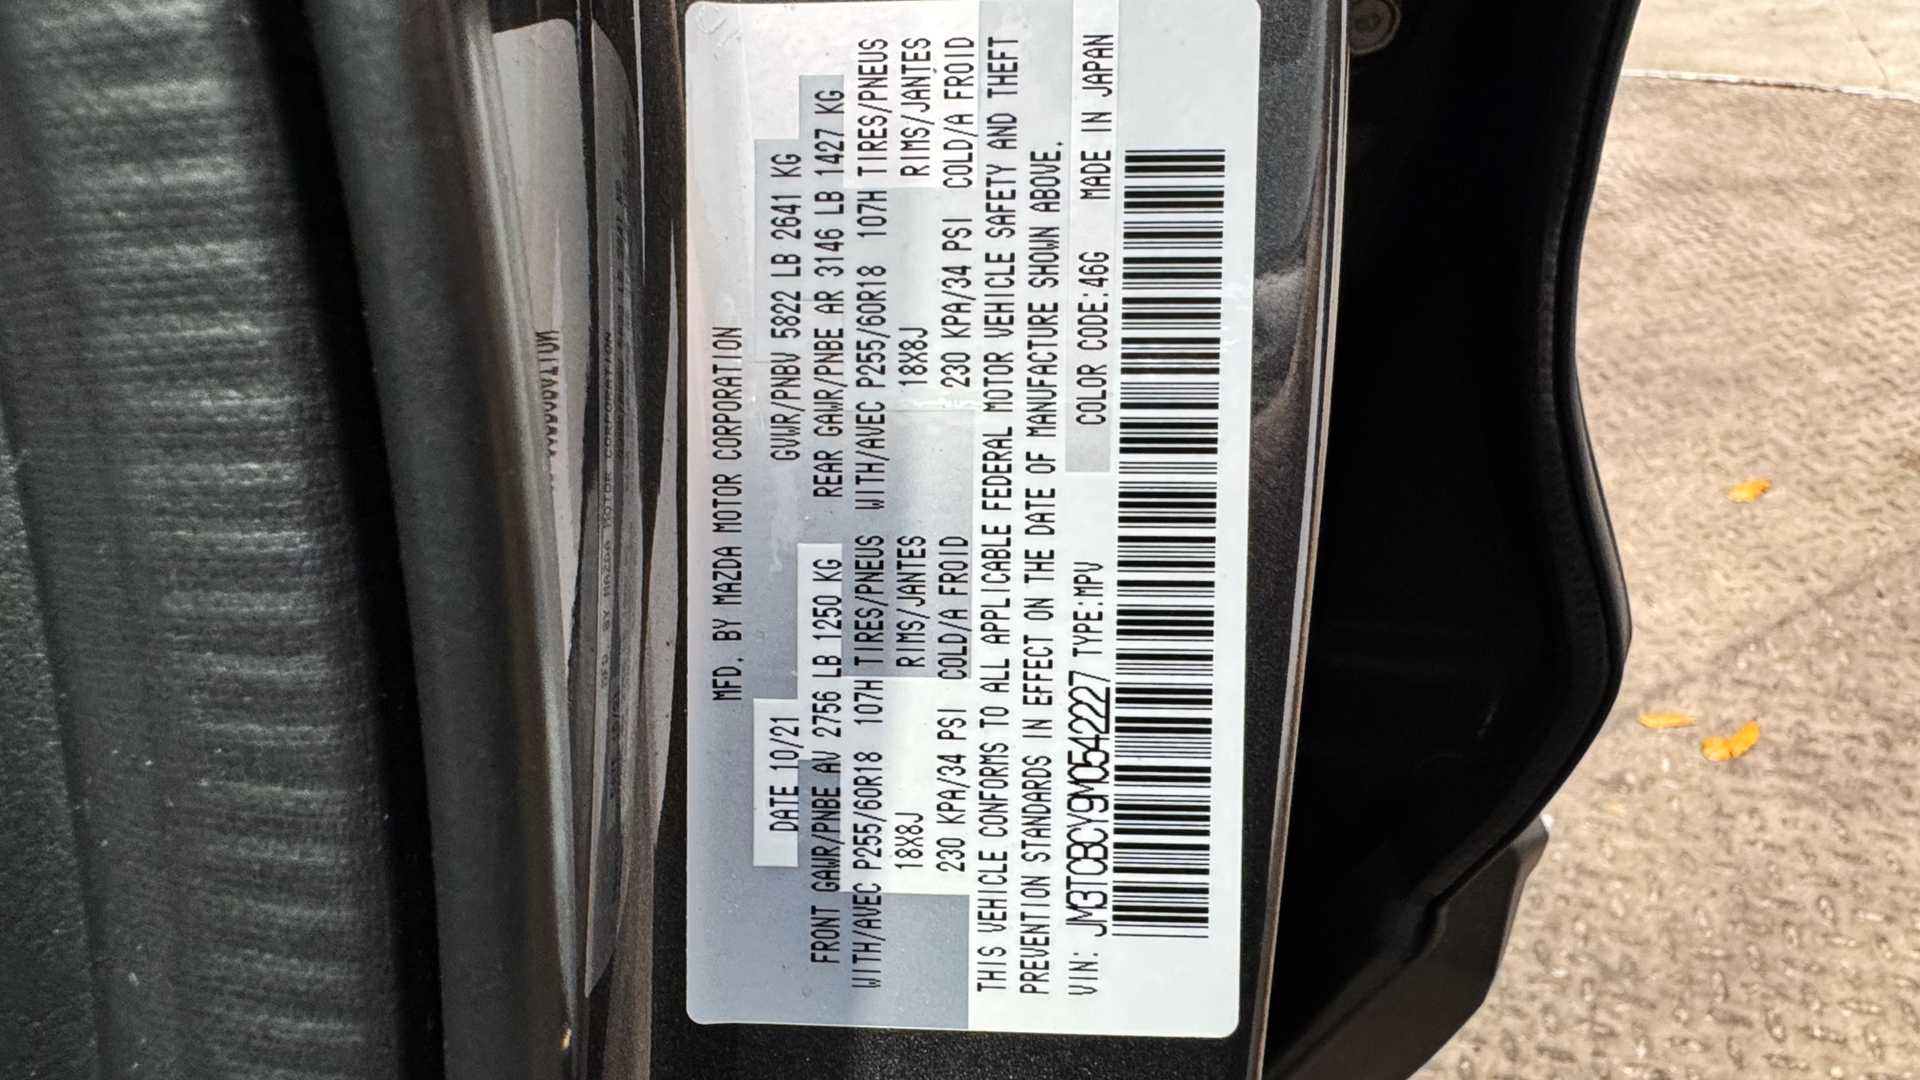 MFD. BY MAZDA MOTOR CORPORATION
DATE 10/21 GVWR/PNBV 5822 LB 2641 KG
FRONT GAWR/PNBE AV 2756 LB 1250 KG REAR GAWR/PNBE AR 3146 LB 1427 KG
WITH/AVEC P255/60R18 107H TIRES/PNEUS WITH/AVEC P255/60R18 107H TIRES/PNEUS
18X8J RIMS/JANTES 18X8J RIMS/JANTES
230 KPA/34 PSI COLD/A FROID 230 KPA/34 PSI COLD/A FROID
THIS VEHICLE CONFORMS TO ALL APPLICABLE FEDERAL MOTOR VEHICLE SAFETY AND THEFT
PREVENTION STANDARDS IN EFFECT ON THE DATE OF MANUFACTURE SHOWN ABOVE.
VIN: JM3TCBCY9M0542227 TYPE:MPV COLOR CODE:46G MADE IN JAPAN